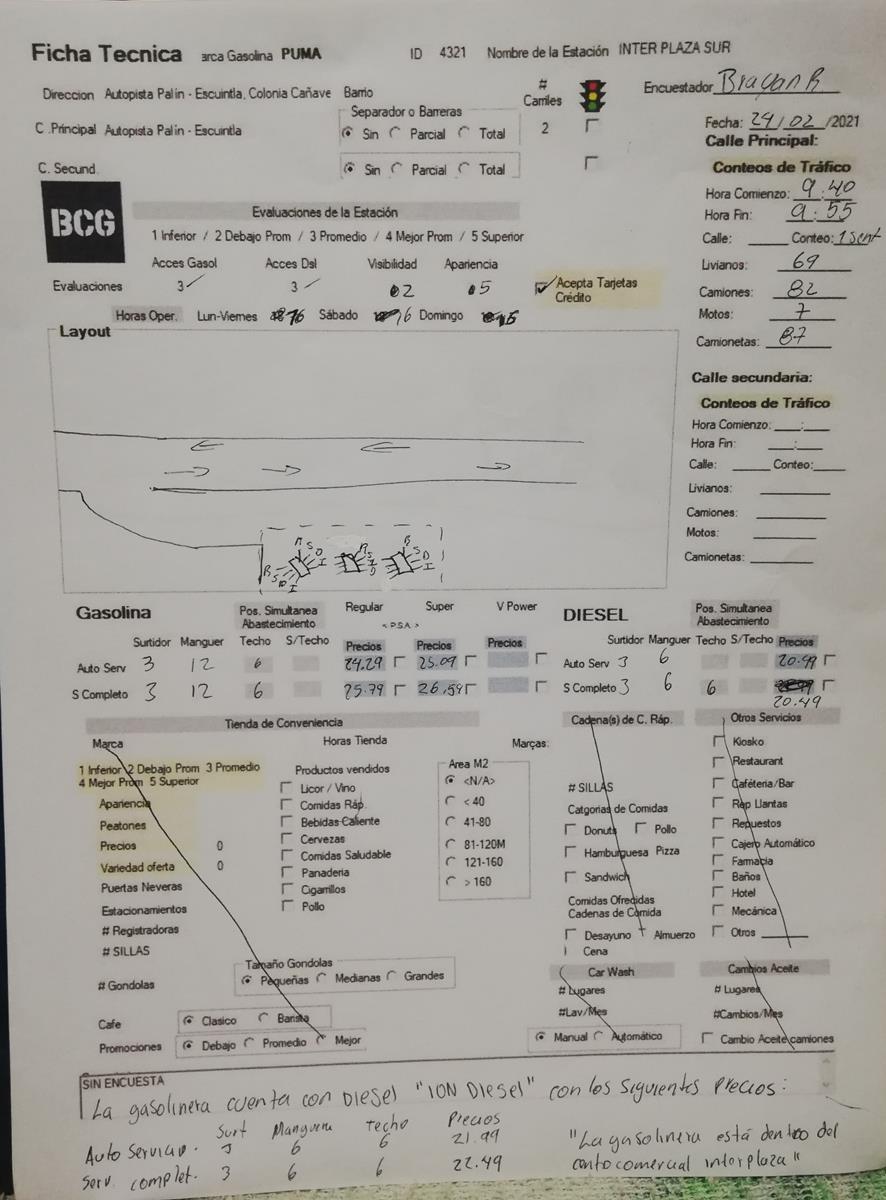 Ficha Tecnica arca Gasolina PUMA ID 4321 Nombre de la Estación INTER PLAZA SUR
Direccion Autopista Palin - Escuintla, Colonia Cañave Barrio # Carriles Encuestador Brayan R
Separador o Barreras
C .Principal Autopista Palin - Escuintla Sin Parcial Total 2 Fecha: 24/02/2021
Calle Principal:
C. Secund. Sin Parcial Total Conteos de Tráfico
BCG
Hora Comienzo: 9:40
Evaluaciones de la Estación Hora Fin: 9:55
1 Inferior / 2 Debajo Prom / 3 Promedio / 4 Mejor Prom / 5 Superior Calle: Conteo: 1 sent
Acces Gasol Acces Dsl Visibilidad Apariencia Livianos: 69
Evaluaciones 3 3 02 05 Acepta Tarjetas Crédito Camiones: 82
Horas Oper. Lun-Viernes 16 Sábado 16 Domingo 16 Motos: 7
Camionetas: 87
Layout
Calle secundaria:
Conteos de Tráfico
Hora Comienzo: __:__
Hora Fin: __:__
Calle: Conteo:
Livianos:
Camiones:
Motos:
Camionetas:
R S D I R S D I R S D I R S D I
Gasolina Pos. Simultanea Abastecimiento Regular Super V Power DIESEL Pos. Simultanea Abastecimiento
< P.S.A >
Surtidor Manguer Techo S/Techo Precios Precios Precios Surtidor Manguer Techo S/Techo Precios
Auto Serv 3 12 6 24.29 25.09 Auto Serv 3 6 20.49
S Completo 3 12 6 25.79 26.59 S Completo 3 6 6
20.49
Tienda de Conveniencia Cadena(s) de C. Ráp. Otros Servicios
Marca Horas Tienda Marcas: Kiosko
1 Inferior 2 Debajo Prom 3 Promedio
4 Mejor Prom 5 Superior
Apariencia
Peatones
Precios 0
Variedad oferta 0
Puertas Neveras
Estacionamientos
# Registradoras
# SILLAS
# Gondolas
Productos vendidos
Licor / Vino
Comidas Ráp.
Bebidas Caliente
Cervezas
Comidas Saludable
Panaderia
Cigarrillos
Pollo
Area M2
<N/A>
< 40
41-80
81-120M
121-160
> 160
# SILLAS
Catgorias de Comidas
Donuts Pollo
Hamburguesa Pizza
Sandwich
Comidas Ofredidas
Cadenas de Comida
Desayuno Almuerzo
Cena
Restaurant
Caféteria/Bar
Rep Llantas
Repuestos
Cajero Automático
Farmacia
Baños
Hotel
Mecánica
Otros
Tamaño Gondolas
Pequeñas Medianas Grandes
Cafe Clasico Barista
Promociones Debajo Promedio Mejor
Car Wash
# Lugares
#Lav/Mes
Manual Automático
Cambios Aceite
# Lugares
#Cambios/Mes
Cambio Aceite camiones
SIN ENCUESTA
La gasolinera cuenta con Diesel "ION Diesel" con los siguientes Precios:
Surt Manguera techo Precios
Auto Servicio. 3 6 6 21.99
Serv. complet. 3 6 6 22.49
"La gasolinera está dentro del
centocomercial interplaza"